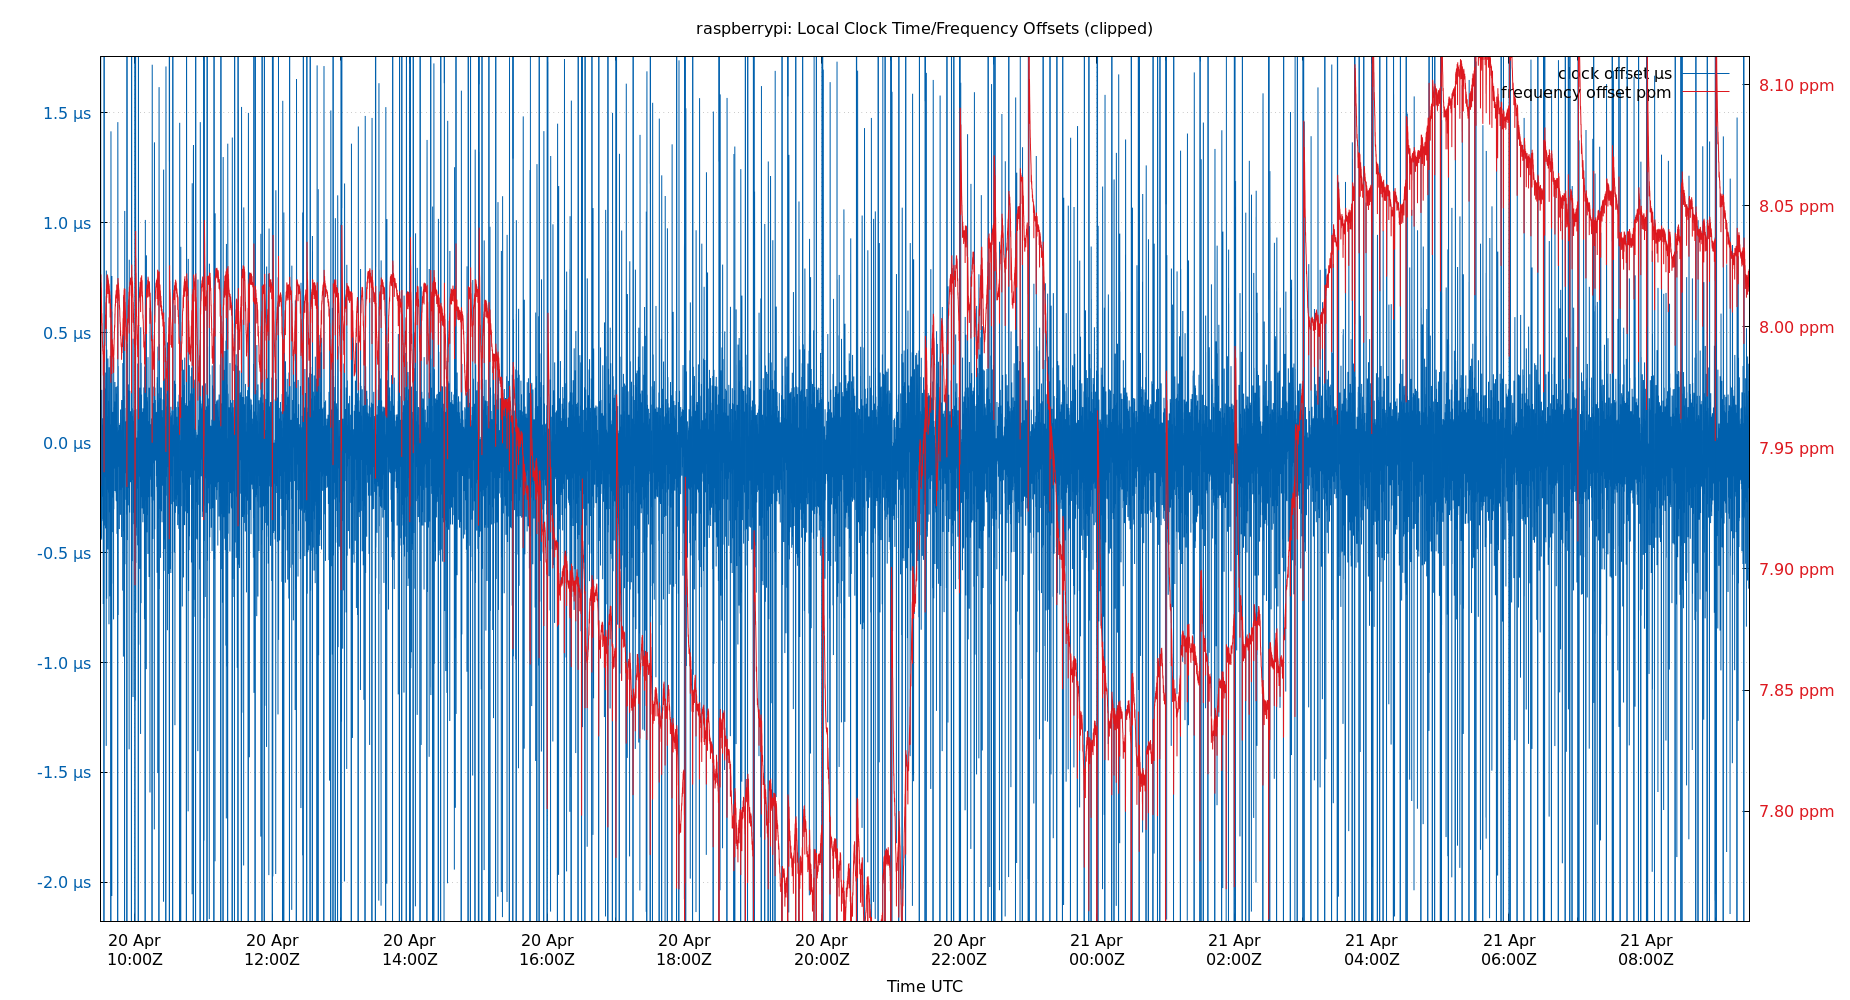 raspberrypi: Local Clock Time/Frequency Offsets (clipped)
clock offset µs
frequency offset ppm
1.5 µs
1.0 µs
0.5 µs
0.0 µs
-0.5 µs
-1.0 µs
-1.5 µs
-2.0 µs
8.10 ppm
8.05 ppm
8.00 ppm
7.95 ppm
7.90 ppm
7.85 ppm
7.80 ppm
20 Apr 20 Apr 20 Apr 20 Apr 20 Apr 20 Apr 20 Apr 21 Apr 21 Apr 21 Apr 21 Apr 21 Apr
10:00Z 12:00Z 14:00Z 16:00Z 18:00Z 20:00Z 22:00Z 00:00Z 02:00Z 04:00Z 06:00Z 08:00Z
Time UTC